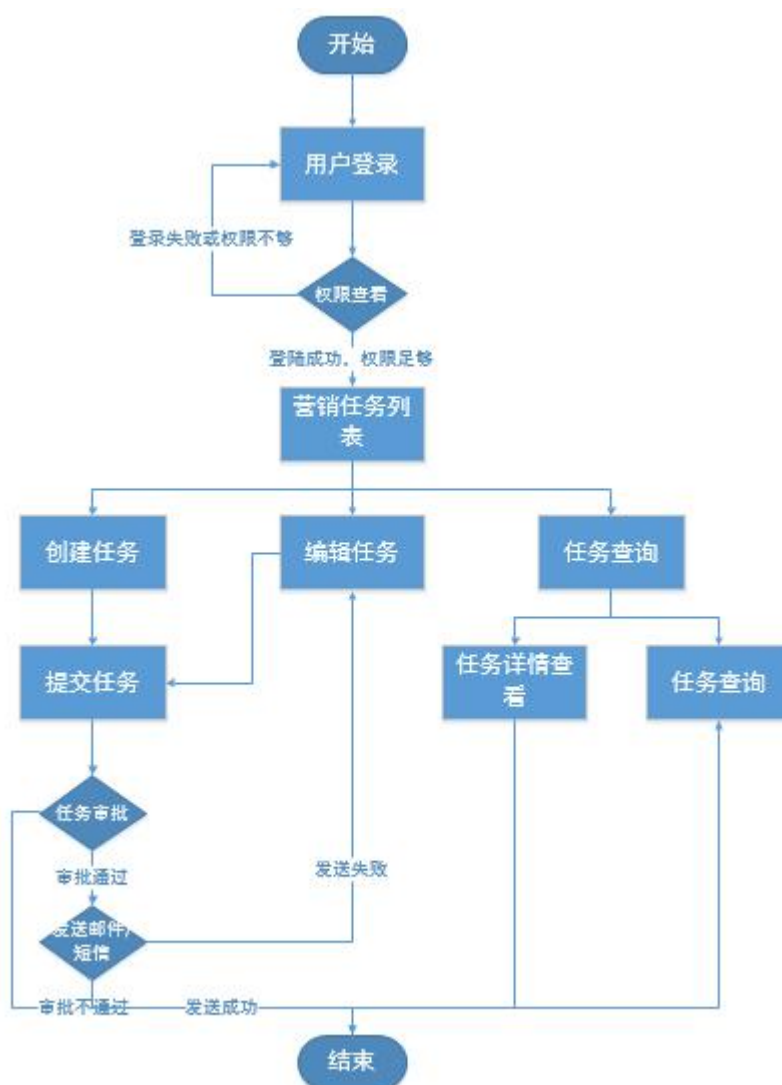 开始
用户登录
登录失败或权限不够
权限查看
登陆成功，权限足够
营销任务列
表
创建任务
编辑任务
任务查询
提交任务
任务详情查
看
任务查询
任务审批
审批通过
发送失败
发送邮件/
短信
审批不通过
发送成功
结束